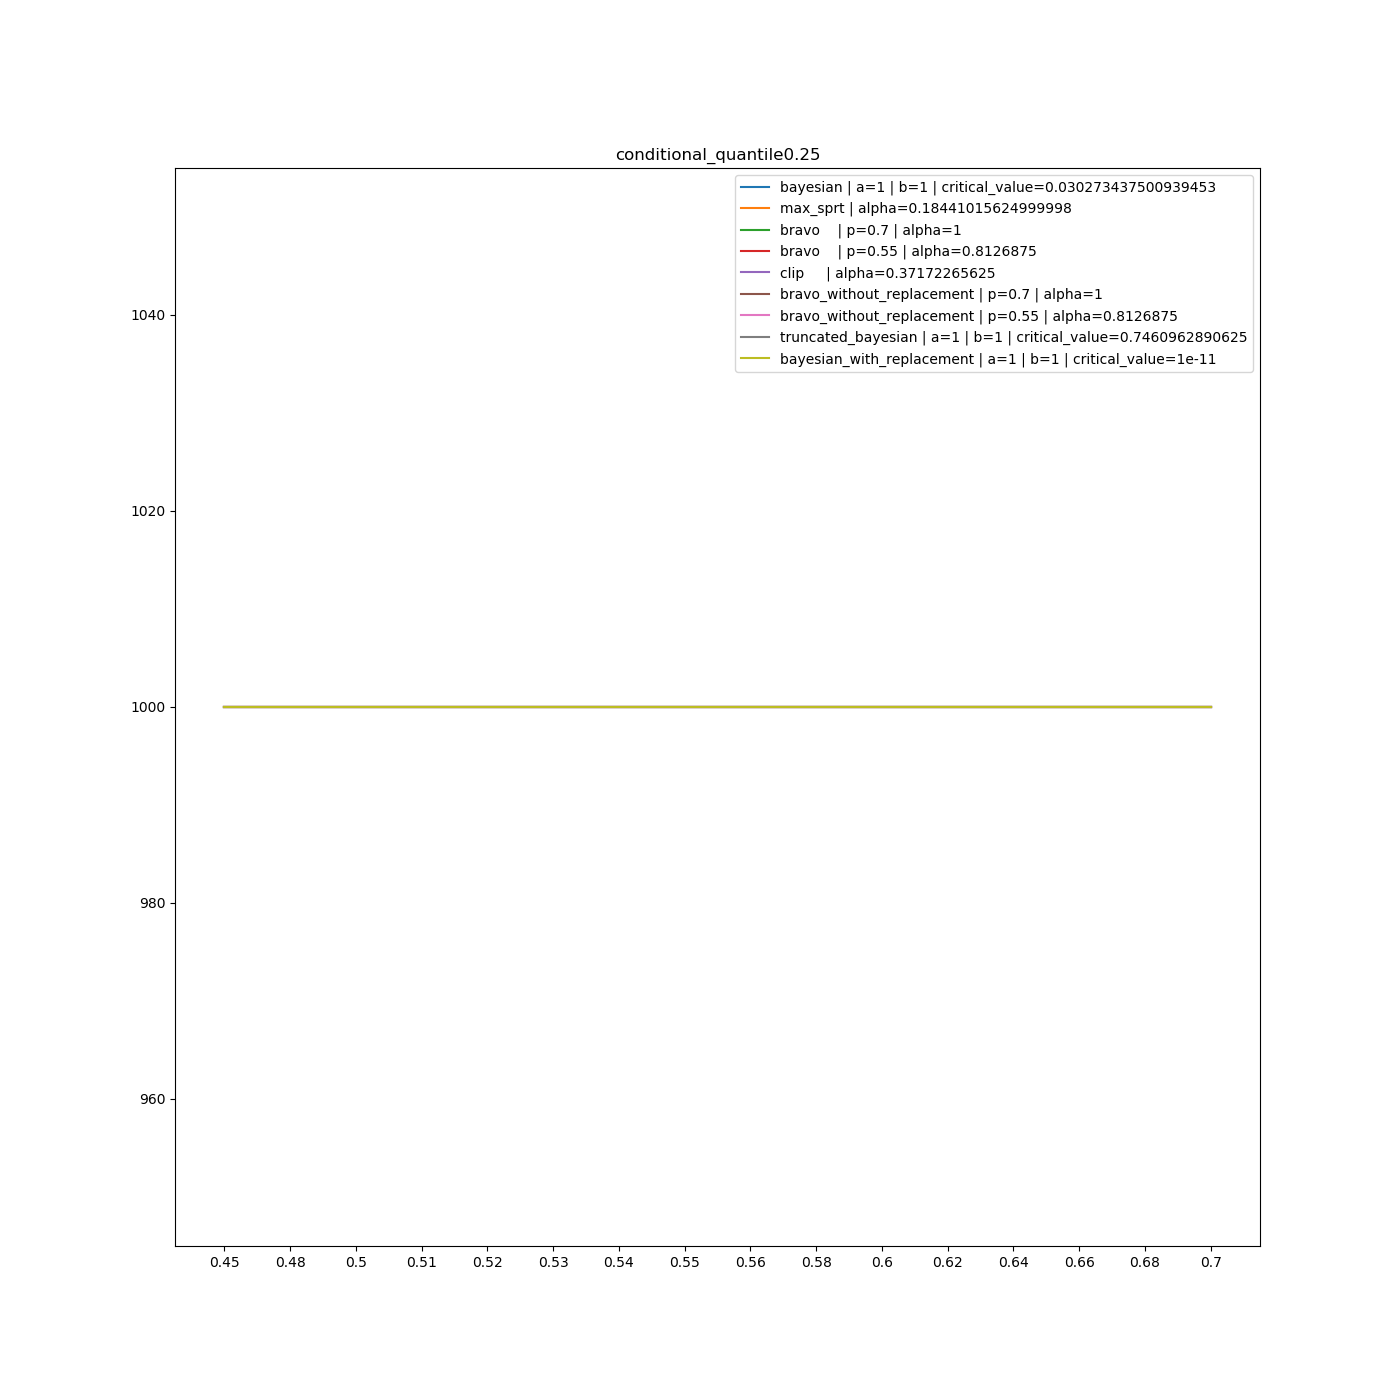 conditional_quantile0.25
bayesian | a=1 | b=1 | critical_value=0.030273437500939453
max_sprt | alpha=0.18441015624999998
bravo    | p=0.7 | alpha=1
bravo    | p=0.55 | alpha=0.8126875
clip     | alpha=0.37172265625
bravo_without_replacement | p=0.7 | alpha=1
bravo_without_replacement | p=0.55 | alpha=0.8126875
truncated_bayesian | a=1 | b=1 | critical_value=0.7460962890625
bayesian_with_replacement | a=1 | b=1 | critical_value=1e-11
1040
1020
1000
980
960
0.45 0.48 0.5 0.51 0.52 0.53 0.54 0.55 0.56 0.58 0.6 0.62 0.64 0.66 0.68 0.7